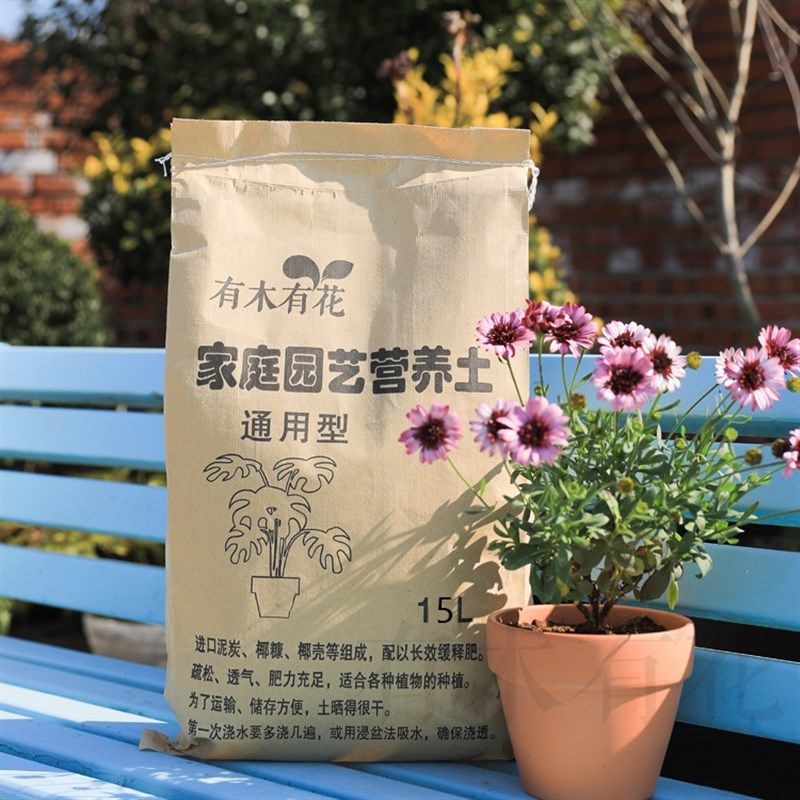 有木有花
家庭园艺营养土
通用型
15L
进口泥炭、椰糠、椰壳等组成，配以长效缓释肥。
疏松、透气、肥力充足，适合各种植物的种植。
为了运输、储存方便，土晒得很干。
第一次浇水要多浇几遍，或用浸盆法吸水，确保浇透。
木有花